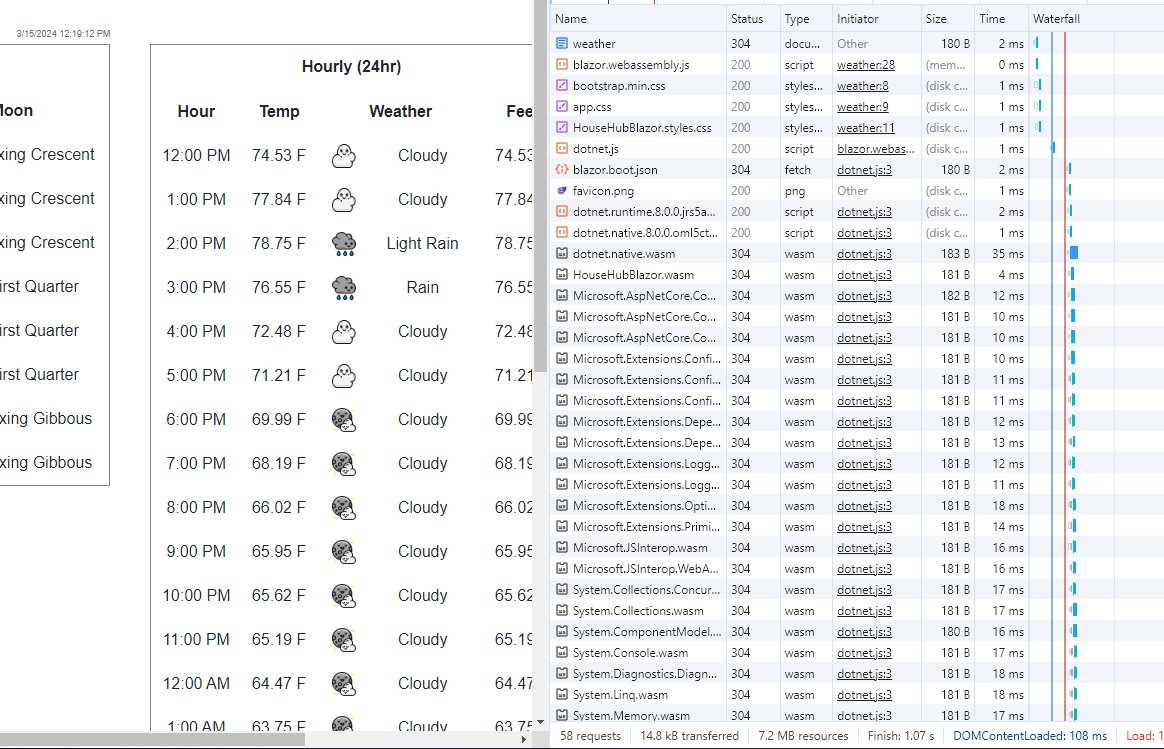 3/15/2024 12:19:12 PM
Moon
xing Crescent
xing Crescent
xing Crescent
irst Quarter
irst Quarter
irst Quarter
xing Gibbous
xing Gibbous
Hourly (24hr)
Hour Temp Weather Fee
12:00 PM 74.53 F Cloudy 74.53
1:00 PM 77.84 F Cloudy 77.84
2:00 PM 78.75 F Light Rain 78.75
3:00 PM 76.55 F Rain 76.55
4:00 PM 72.48 F Cloudy 72.48
5:00 PM 71.21 F Cloudy 71.21
6:00 PM 69.99 F Cloudy 69.99
7:00 PM 68.19 F Cloudy 68.19
8:00 PM 66.02 F Cloudy 66.02
9:00 PM 65.95 F Cloudy 65.95
10:00 PM 65.62 F Cloudy 65.62
11:00 PM 65.19 F Cloudy 65.19
12:00 AM 64.47 F Cloudy 64.47
1:00 AM 63.75 F Cloudy 63.75
Name Status Type Initiator Size Time Waterfall
weather 304 docu... Other 180 B 2 ms
blazor.webassembly.js 200 script weather:28 (mem... 0 ms
bootstrap.min.css 200 styles... weather:8 (disk c... 1 ms
app.css 200 styles... weather:9 (disk c... 1 ms
HouseHubBlazor.styles.css 200 styles... weather:11 (disk c... 1 ms
dotnet.js 200 script blazor.webas... (disk c... 1 ms
blazor.boot.json 304 fetch dotnet.js:3 180 B 2 ms
favicon.png 200 png Other (disk c... 1 ms
dotnet.runtime.8.0.0.jrs5a... 200 script dotnet.js:3 (disk c... 2 ms
dotnet.native.8.0.0.oml5ct... 200 script dotnet.js:3 (disk c... 1 ms
dotnet.native.wasm 304 wasm dotnet.js:3 183 B 35 ms
HouseHubBlazor.wasm 304 wasm dotnet.js:3 181 B 4 ms
Microsoft.AspNetCore.Co... 304 wasm dotnet.js:3 182 B 12 ms
Microsoft.AspNetCore.Co... 304 wasm dotnet.js:3 181 B 10 ms
Microsoft.AspNetCore.Co... 304 wasm dotnet.js:3 181 B 10 ms
Microsoft.Extensions.Confi... 304 wasm dotnet.js:3 181 B 10 ms
Microsoft.Extensions.Confi... 304 wasm dotnet.js:3 181 B 11 ms
Microsoft.Extensions.Confi... 304 wasm dotnet.js:3 181 B 11 ms
Microsoft.Extensions.Depe... 304 wasm dotnet.js:3 181 B 12 ms
Microsoft.Extensions.Depe... 304 wasm dotnet.js:3 181 B 13 ms
Microsoft.Extensions.Logg... 304 wasm dotnet.js:3 181 B 12 ms
Microsoft.Extensions.Logg... 304 wasm dotnet.js:3 181 B 11 ms
Microsoft.Extensions.Opti... 304 wasm dotnet.js:3 181 B 18 ms
Microsoft.Extensions.Primi... 304 wasm dotnet.js:3 181 B 14 ms
Microsoft.JSInterop.wasm 304 wasm dotnet.js:3 181 B 16 ms
Microsoft.JSInterop.WebA... 304 wasm dotnet.js:3 181 B 16 ms
System.Collections.Concur... 304 wasm dotnet.js:3 181 B 17 ms
System.Collections.wasm 304 wasm dotnet.js:3 181 B 17 ms
System.ComponentModel.... 304 wasm dotnet.js:3 180 B 16 ms
System.Console.wasm 304 wasm dotnet.js:3 181 B 17 ms
System.Diagnostics.Diagn... 304 wasm dotnet.js:3 181 B 18 ms
System.Linq.wasm 304 wasm dotnet.js:3 181 B 18 ms
System.Memory.wasm 304 wasm dotnet.js:3 181 B 17 ms
58 requests 14.8 kB transferred 7.2 MB resources Finish: 1.07 s DOMContentLoaded: 108 ms Load: 1